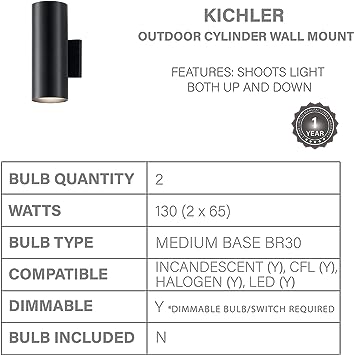 KICHLER
OUTDOOR CYLINDER WALL MOUNT
FEATURES: SHOOTS LIGHT
BOTH UP AND DOWN
1
YEAR
BULB QUANTITY 2
WATTS 130 (2 x 65)
BULB TYPE MEDIUM BASE BR30
COMPATIBLE INCANDESCENT (Y), CFL (Y),
HALOGEN (Y), LED (Y)
DIMMABLE Y *DIMMABLE BULB/SWITCH REQUIRED
BULB INCLUDED N